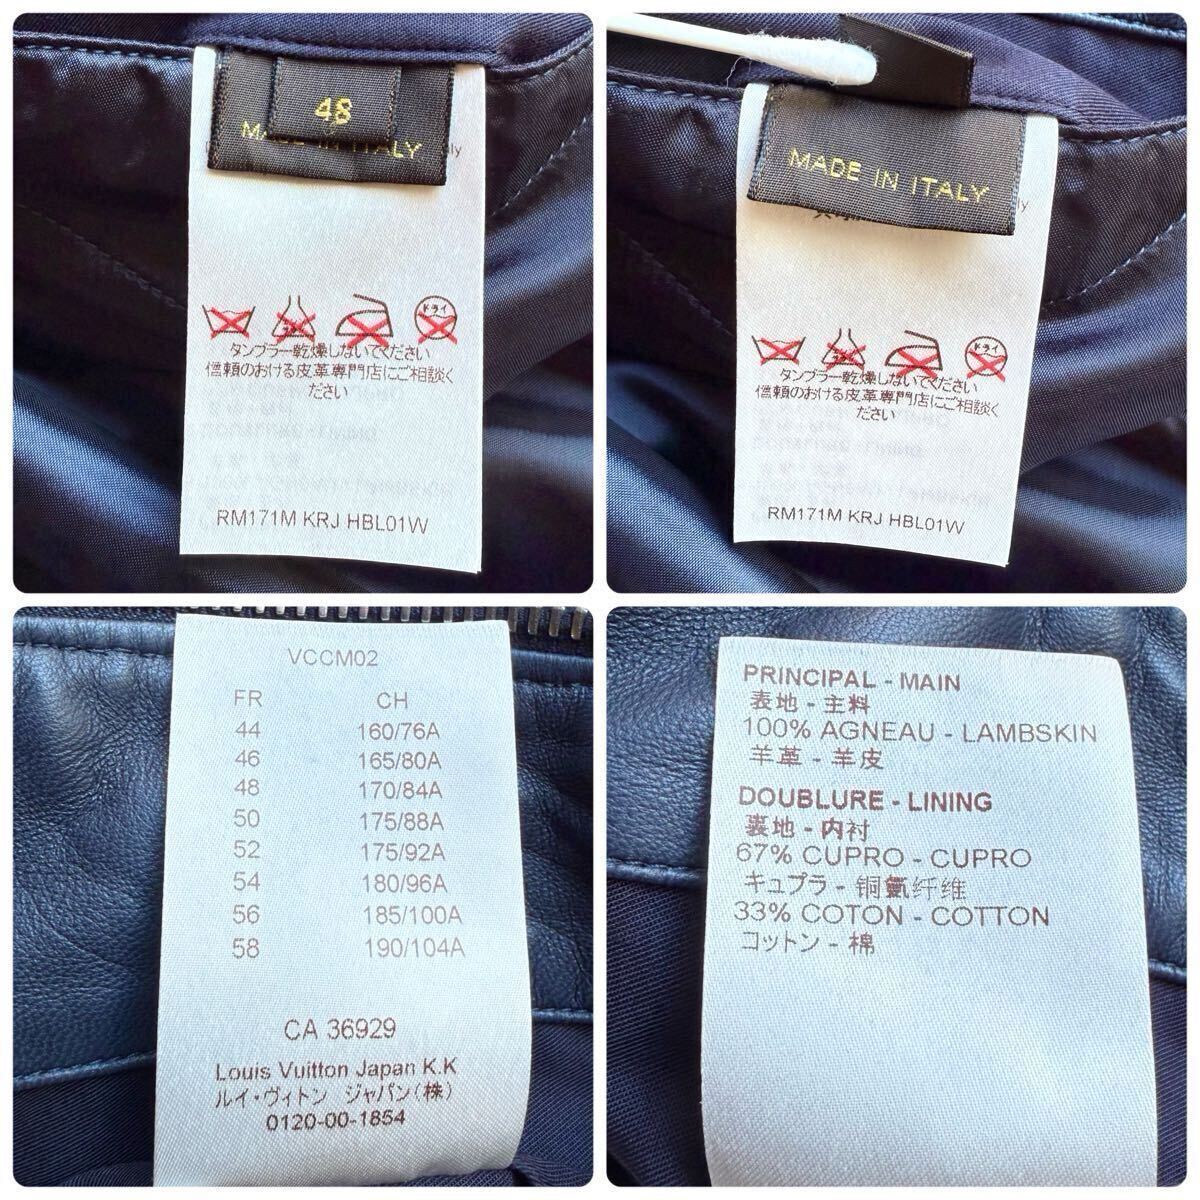 48
MADE IN ITALY
ドライ
タンブラー乾燥しないでください
信頼のおける皮革専門店にご相談く
ださい
RM171M KRJ HBL01W
MADE IN ITALY
ドライ
タンブラー乾燥しないでください
信頼のおける皮革専門店にご相談く
ださい
RM171M KRJ HBL01W
VCCM02
FR CH
44 160/76A
46 165/80A
48 170/84A
50 175/88A
52 175/92A
54 180/96A
56 185/100A
58 190/104A
CA 36929
Louis Vuitton Japan K.K
ルイ・ヴィトン ジャパン(株)
0120-00-1854
PRINCIPAL - MAIN
表地 - 主料
100% AGNEAU - LAMBSKIN
羊革 - 羊皮
DOUBLURE - LINING
裏地 - 内衬
67% CUPRO - CUPRO
キュプラ - 铜氨纤维
33% COTON - COTTON
コットン - 棉